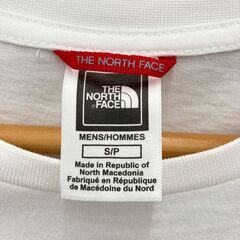 THE NORTH FACE
THE
NORTH
FACE
MENS/HOMMES
S/P
Made in Republic of
North Macedonia
Fabriqué en République
de Macédoine du Nord